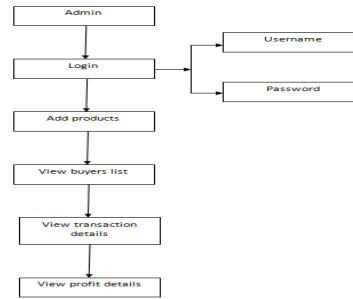 Admin
Username
Login
Password
Add products
View buyers list
View transaction
details
View profit details